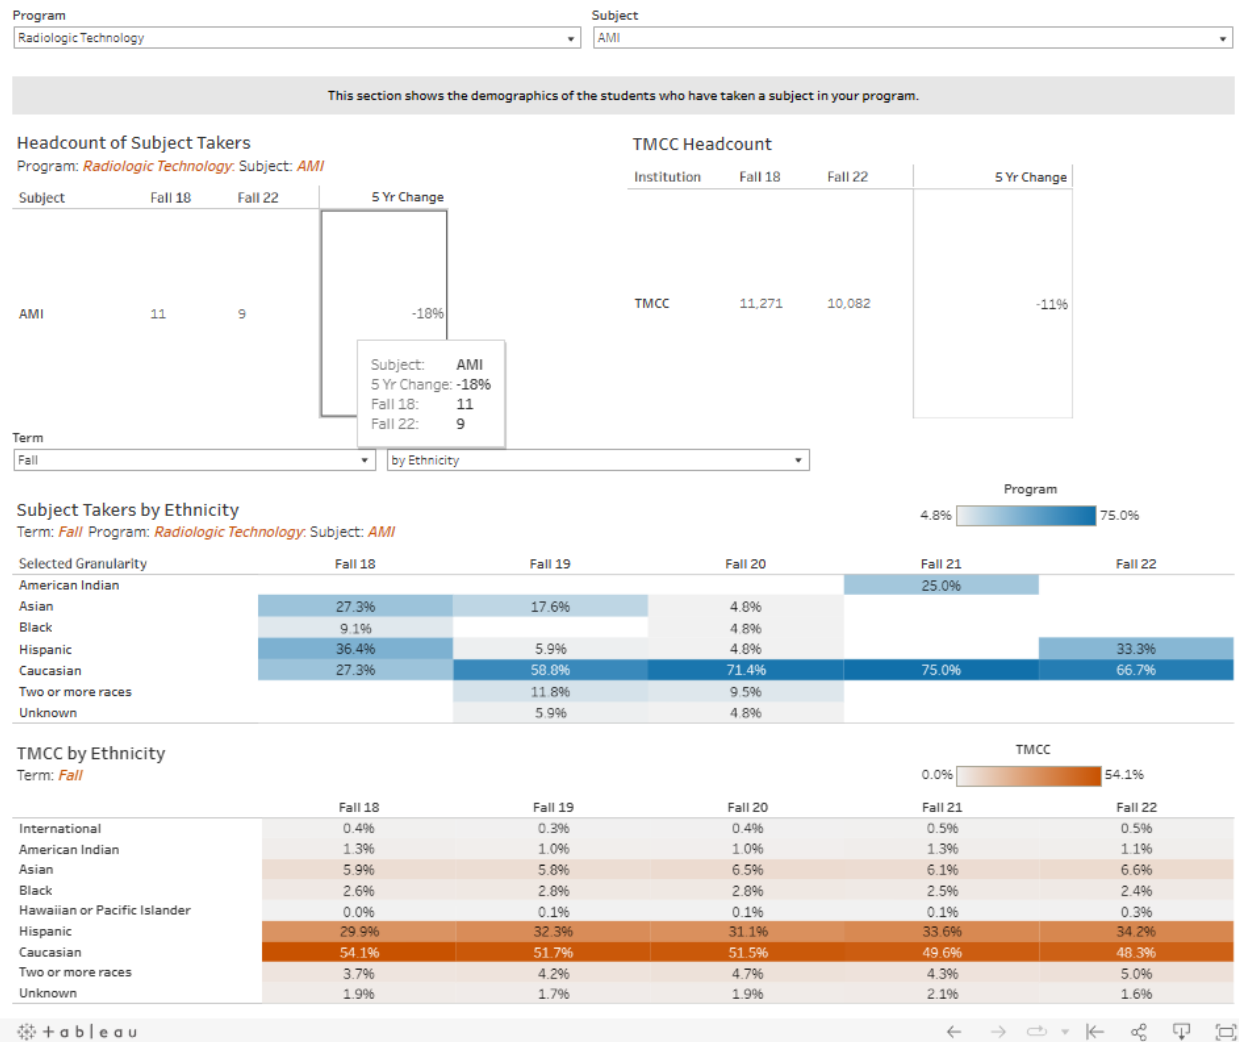 Program Subject
Radiologic Technology AMI
This section shows the demographics of the students who have taken a subject in your program.
Headcount of Subject Takers
Program: Radiologic Technology. Subject: AMI
Subject Fall 18 Fall 22 5 Yr Change
AMI 11 9 -18%
TMCC Headcount
Institution Fall 18 Fall 22 5 Yr Change
TMCC 11,271 10,082 -11%
Subject: AMI
5 Yr Change: -18%
Fall 18: 11
Fall 22: 9
Term
Fall by Ethnicity
Subject Takers by Ethnicity
Term: Fall Program: Radiologic Technology. Subject: AMI
Program
4.8% 75.0%
Selected Granularity Fall 18 Fall 19 Fall 20 Fall 21 Fall 22
American Indian 25.0%
Asian 27.3% 17.6% 4.8%
Black 9.1% 4.8%
Hispanic 36.4% 5.9% 4.8% 33.3%
Caucasian 27.3% 58.8% 71.4% 75.0% 66.7%
Two or more races 11.8% 9.5%
Unknown 5.9% 4.8%
TMCC by Ethnicity
Term: Fall
TMCC
0.0% 54.1%
Fall 18 Fall 19 Fall 20 Fall 21 Fall 22
International 0.4% 0.3% 0.4% 0.5% 0.5%
American Indian 1.3% 1.0% 1.0% 1.3% 1.1%
Asian 5.9% 5.8% 6.5% 6.1% 6.6%
Black 2.6% 2.8% 2.8% 2.5% 2.4%
Hawaiian or Pacific Islander 0.0% 0.1% 0.1% 0.1% 0.3%
Hispanic 29.9% 32.3% 31.1% 33.6% 34.2%
Caucasian 54.1% 51.7% 51.5% 49.6% 48.3%
Two or more races 3.7% 4.2% 4.7% 4.3% 5.0%
Unknown 1.9% 1.7% 1.9% 2.1% 1.6%
+ableau